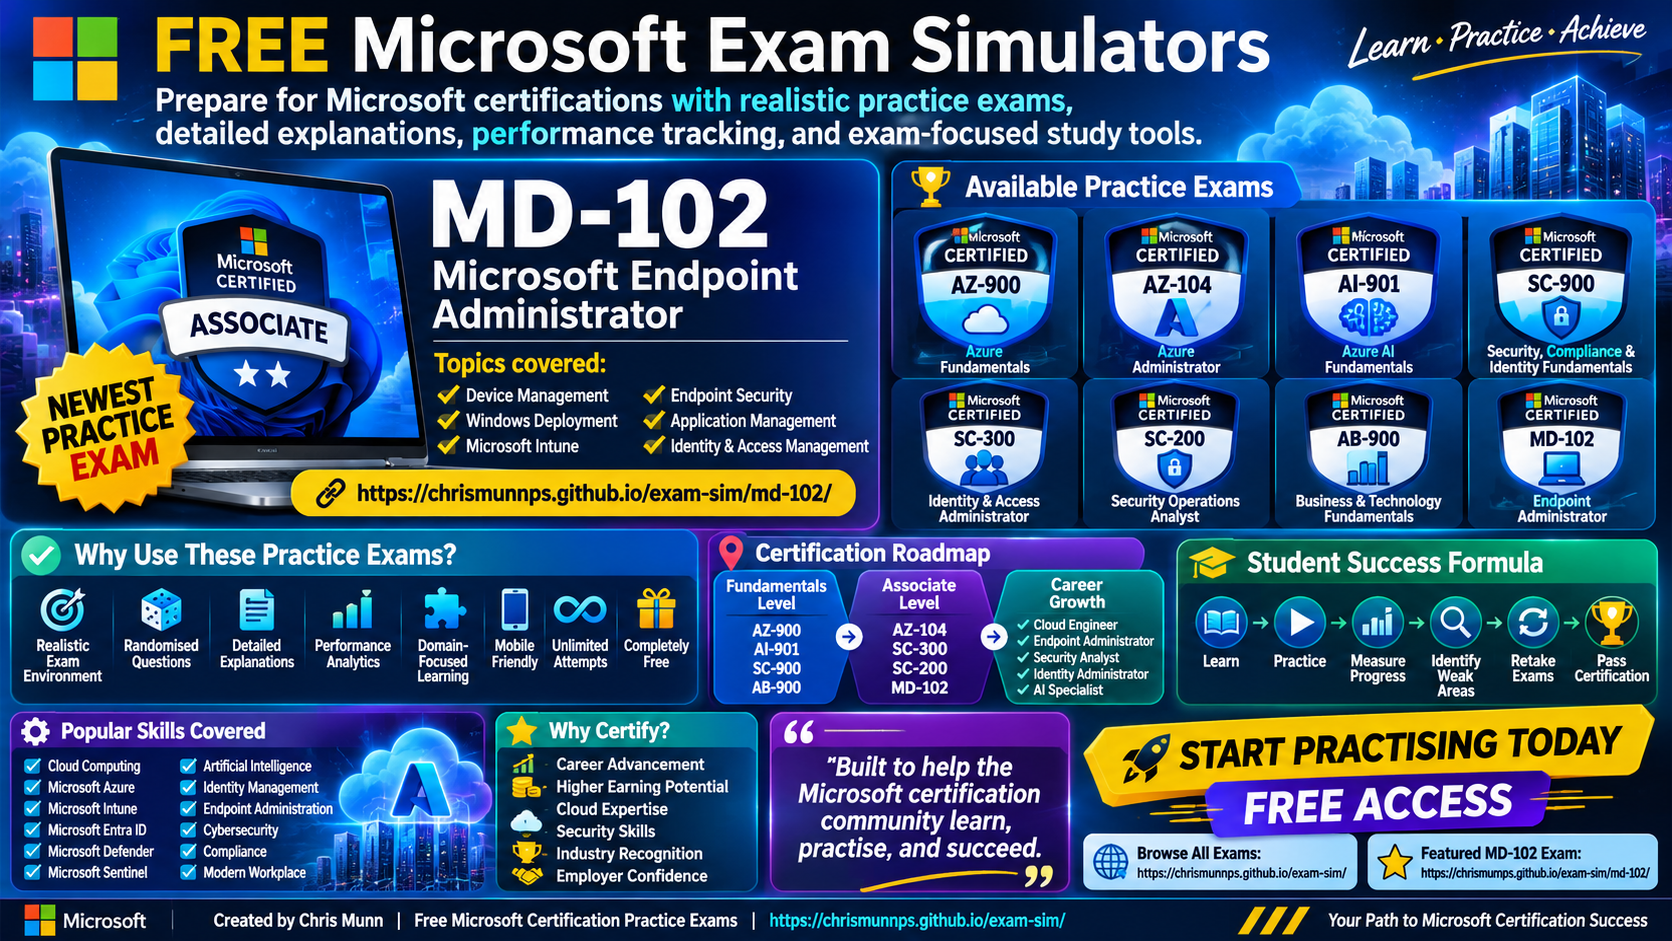 FREE Microsoft Exam Simulators
Learn · Practice · Achieve
Prepare for Microsoft certifications with realistic practice exams,
detailed explanations, performance tracking, and exam-focused study tools.
Microsoft
CERTIFIED
ASSOCIATE
NEWEST
PRACTICE
EXAM
MD-102
Microsoft Endpoint
Administrator
Topics covered:
Device Management
Windows Deployment
Microsoft Intune
Endpoint Security
Application Management
Identity & Access Management
https://chrismunnps.github.io/exam-sim/md-102/
Available Practice Exams
Microsoft
CERTIFIED
AZ-900
Azure
Fundamentals
Microsoft
CERTIFIED
AZ-104
Azure
Administrator
Microsoft
CERTIFIED
AI-901
Azure AI
Fundamentals
Microsoft
CERTIFIED
SC-900
Security, Compliance &
Identity Fundamentals
Microsoft
CERTIFIED
SC-300
Identity & Access
Administrator
Microsoft
CERTIFIED
SC-200
Security Operations
Analyst
Microsoft
CERTIFIED
AB-900
Business & Technology
Fundamentals
Microsoft
CERTIFIED
MD-102
Endpoint
Administrator
Why Use These Practice Exams?
Realistic
Exam
Environment
Randomised
Questions
Detailed
Explanations
Performance
Analytics
Domain-
Focused
Learning
Mobile
Friendly
Unlimited
Attempts
Completely
Free
Certification Roadmap
Fundamentals
Level
AZ-900
AI-901
SC-900
AB-900
Associate
Level
AZ-104
SC-300
SC-200
MD-102
Career
Growth
Cloud Engineer
Endpoint Administrator
Security Analyst
Identity Administrator
AI Specialist
Student Success Formula
Learn
Practice
Measure
Progress
Identify
Weak
Areas
Retake
Exams
Pass
Certification
Popular Skills Covered
Cloud Computing
Microsoft Azure
Microsoft Intune
Microsoft Entra ID
Microsoft Defender
Microsoft Sentinel
Artificial Intelligence
Identity Management
Endpoint Administration
Cybersecurity
Compliance
Modern Workplace
Why Certify?
Career Advancement
Higher Earning Potential
Cloud Expertise
Security Skills
Industry Recognition
Employer Confidence
"Built to help the
Microsoft certification
community learn,
practise, and succeed.
START PRACTISING TODAY
FREE ACCESS
Browse All Exams:
https://chrismunnps.github.io/exam-sim/
Featured MD-102 Exam:
https://chrismumps.github.io/exam-sim/md-102/
Microsoft
Created by Chris Munn | Free Microsoft Certification Practice Exams | https://chrismunnps.github.io/exam-sim/
Your Path to Microsoft Certification Success